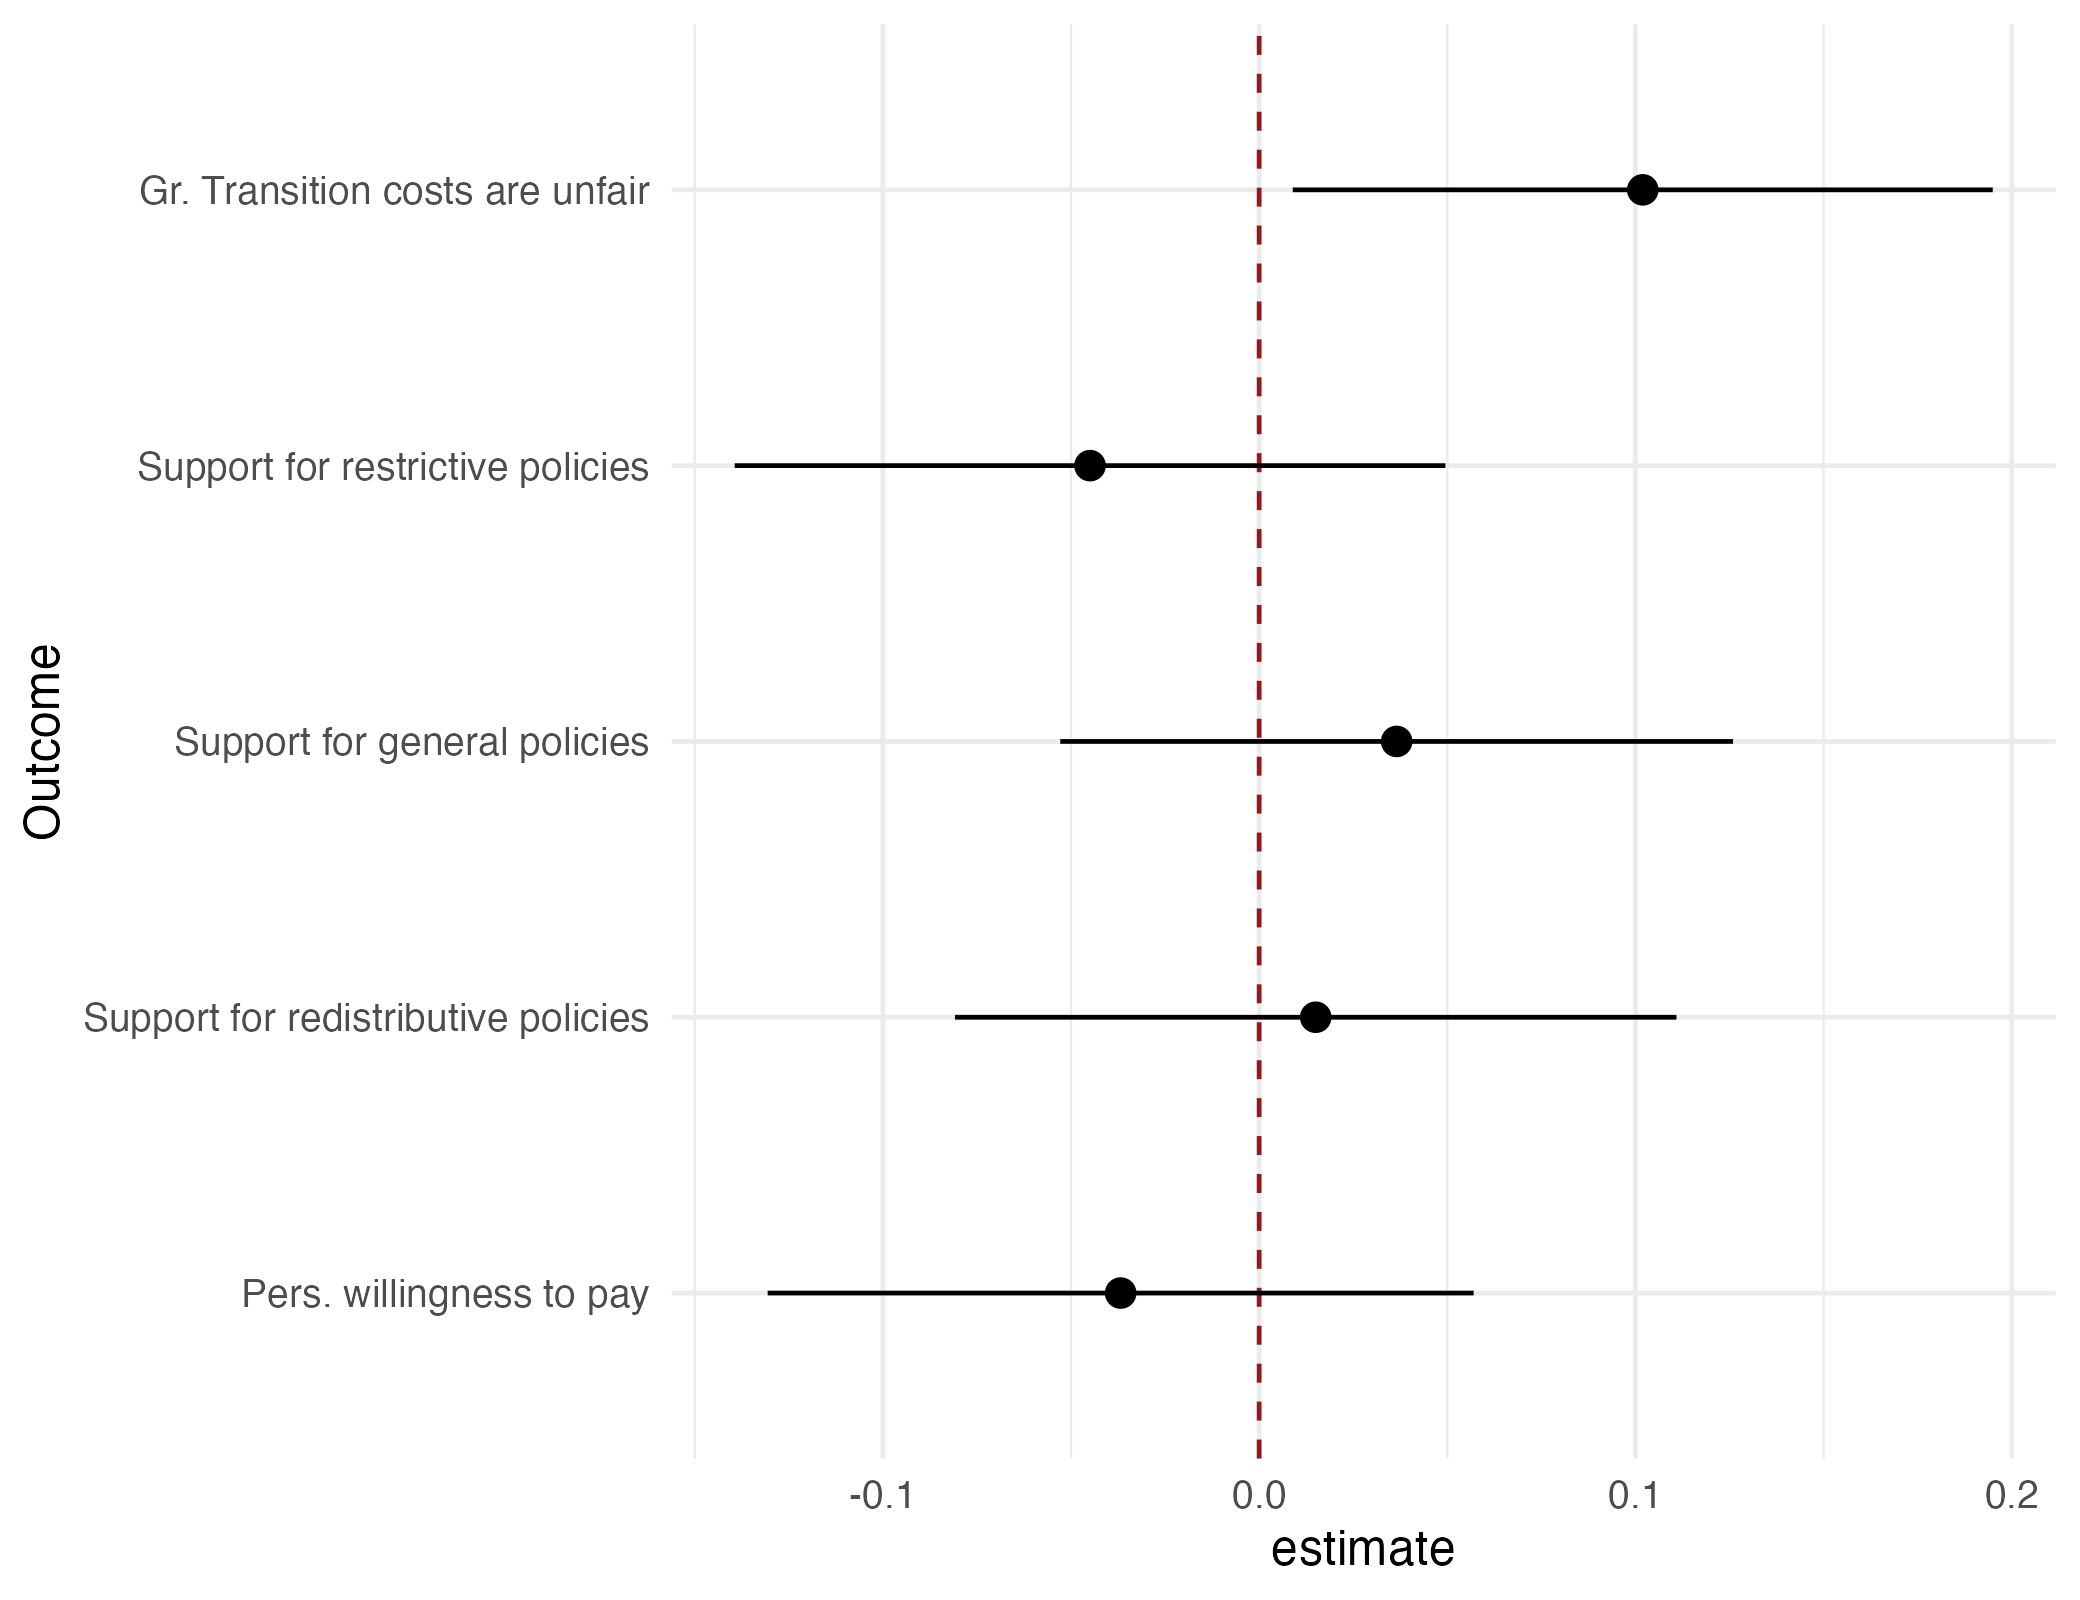 Outcome
Gr. Transition costs are unfair
Support for restrictive policies
Support for general policies
Support for redistributive policies
Pers. willingness to pay
-0.1 0.0 0.1 0.2
estimate